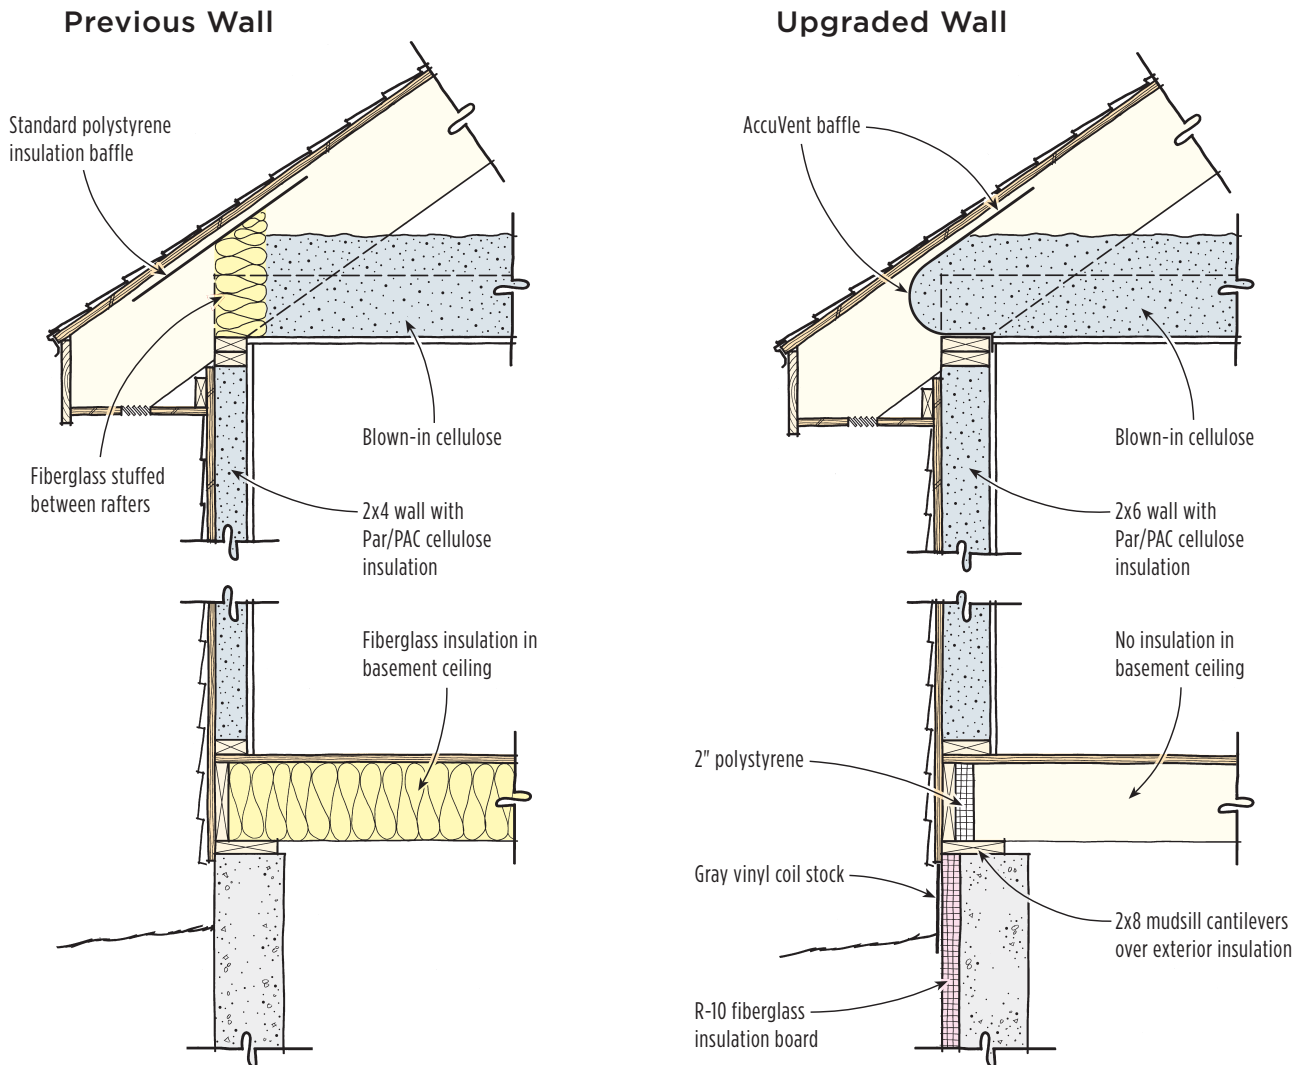 Previous Wall
Standard polystyrene
insulation baffle
Blown-in cellulose
Fiberglass stuffed
between rafters
2x4 wall with
Par/PAC cellulose
insulation
Fiberglass insulation in
basement ceiling
Upgraded Wall
AccuVent baffle
Blown-in cellulose
2x6 wall with
Par/PAC cellulose
insulation
No insulation in
basement ceiling
2" polystyrene
Gray vinyl coil stock
2x8 mudsill cantilevers
over exterior insulation
R-10 fiberglass
insulation board